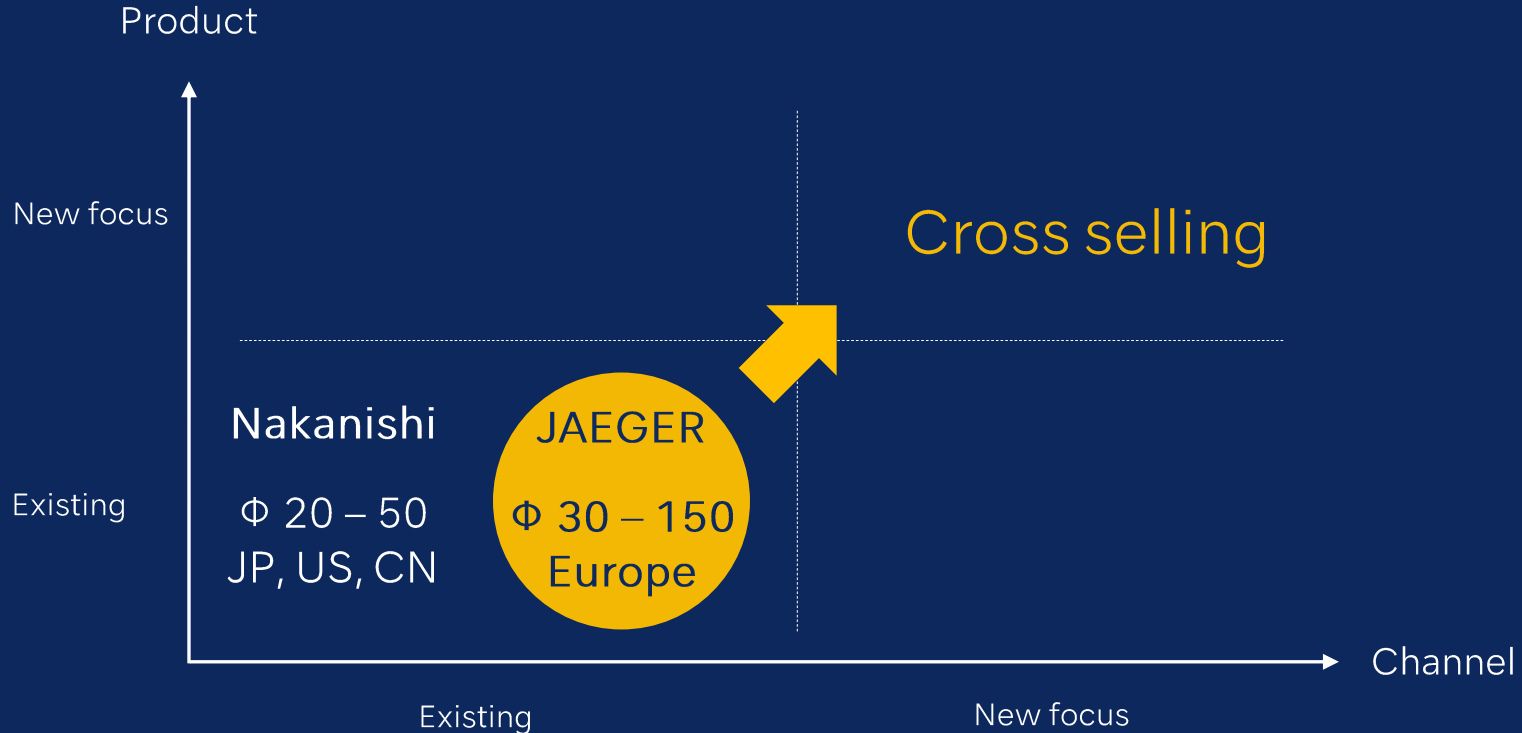 Product
New focus
Cross selling
Nakanishi
Φ 20 – 50
JP, US, CN
JAEGER
Φ 30 – 150
Europe
Existing
Channel
Existing
New focus